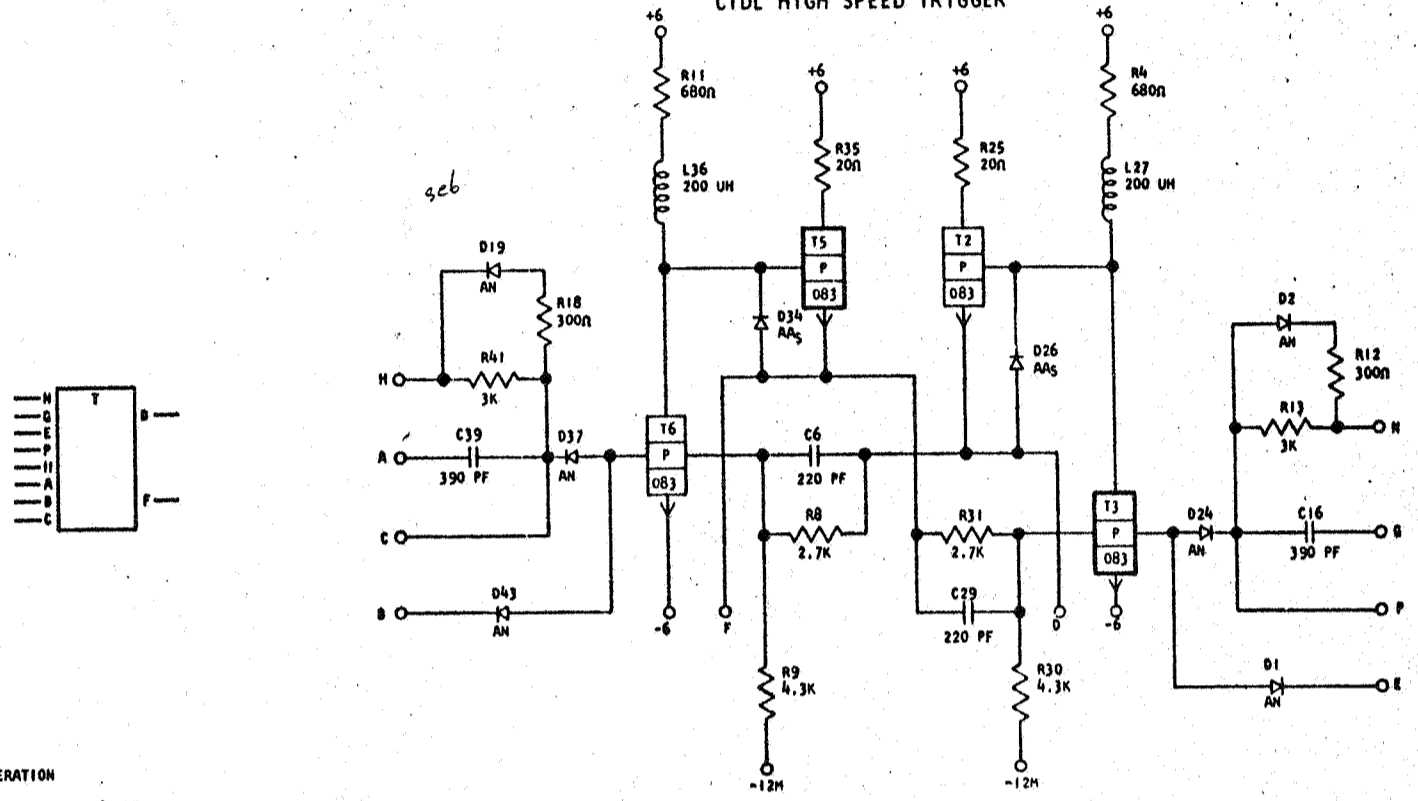 CTDL HIGH SPEED TRIGGER
+6
+6
R11
680Ω
+6
+6
R4
680Ω
R35
20Ω
R25
20Ω
L36
200 UH
L27
200 UH
seb
T5
P
083
T2
P
083
D19
AN
R18
300Ω
D34
AAS
D26
AAS
D2
AN
R12
300Ω
H
R41
3K
R13
3K
N
T
N
G
E
P
H
A
B
C
D
F
A
C39
390 PF
D37
AN
T6
P
083
C6
220 PF
R8
2.7K
R31
2.7K
T3
P
083
D24
AN
C16
390 PF
G
C
B
D43
AN
-6
F
C29
220 PF
D
-6
P
R9
4.3K
R30
4.3K
D1
AN
E
-12M
-12M
ERATION